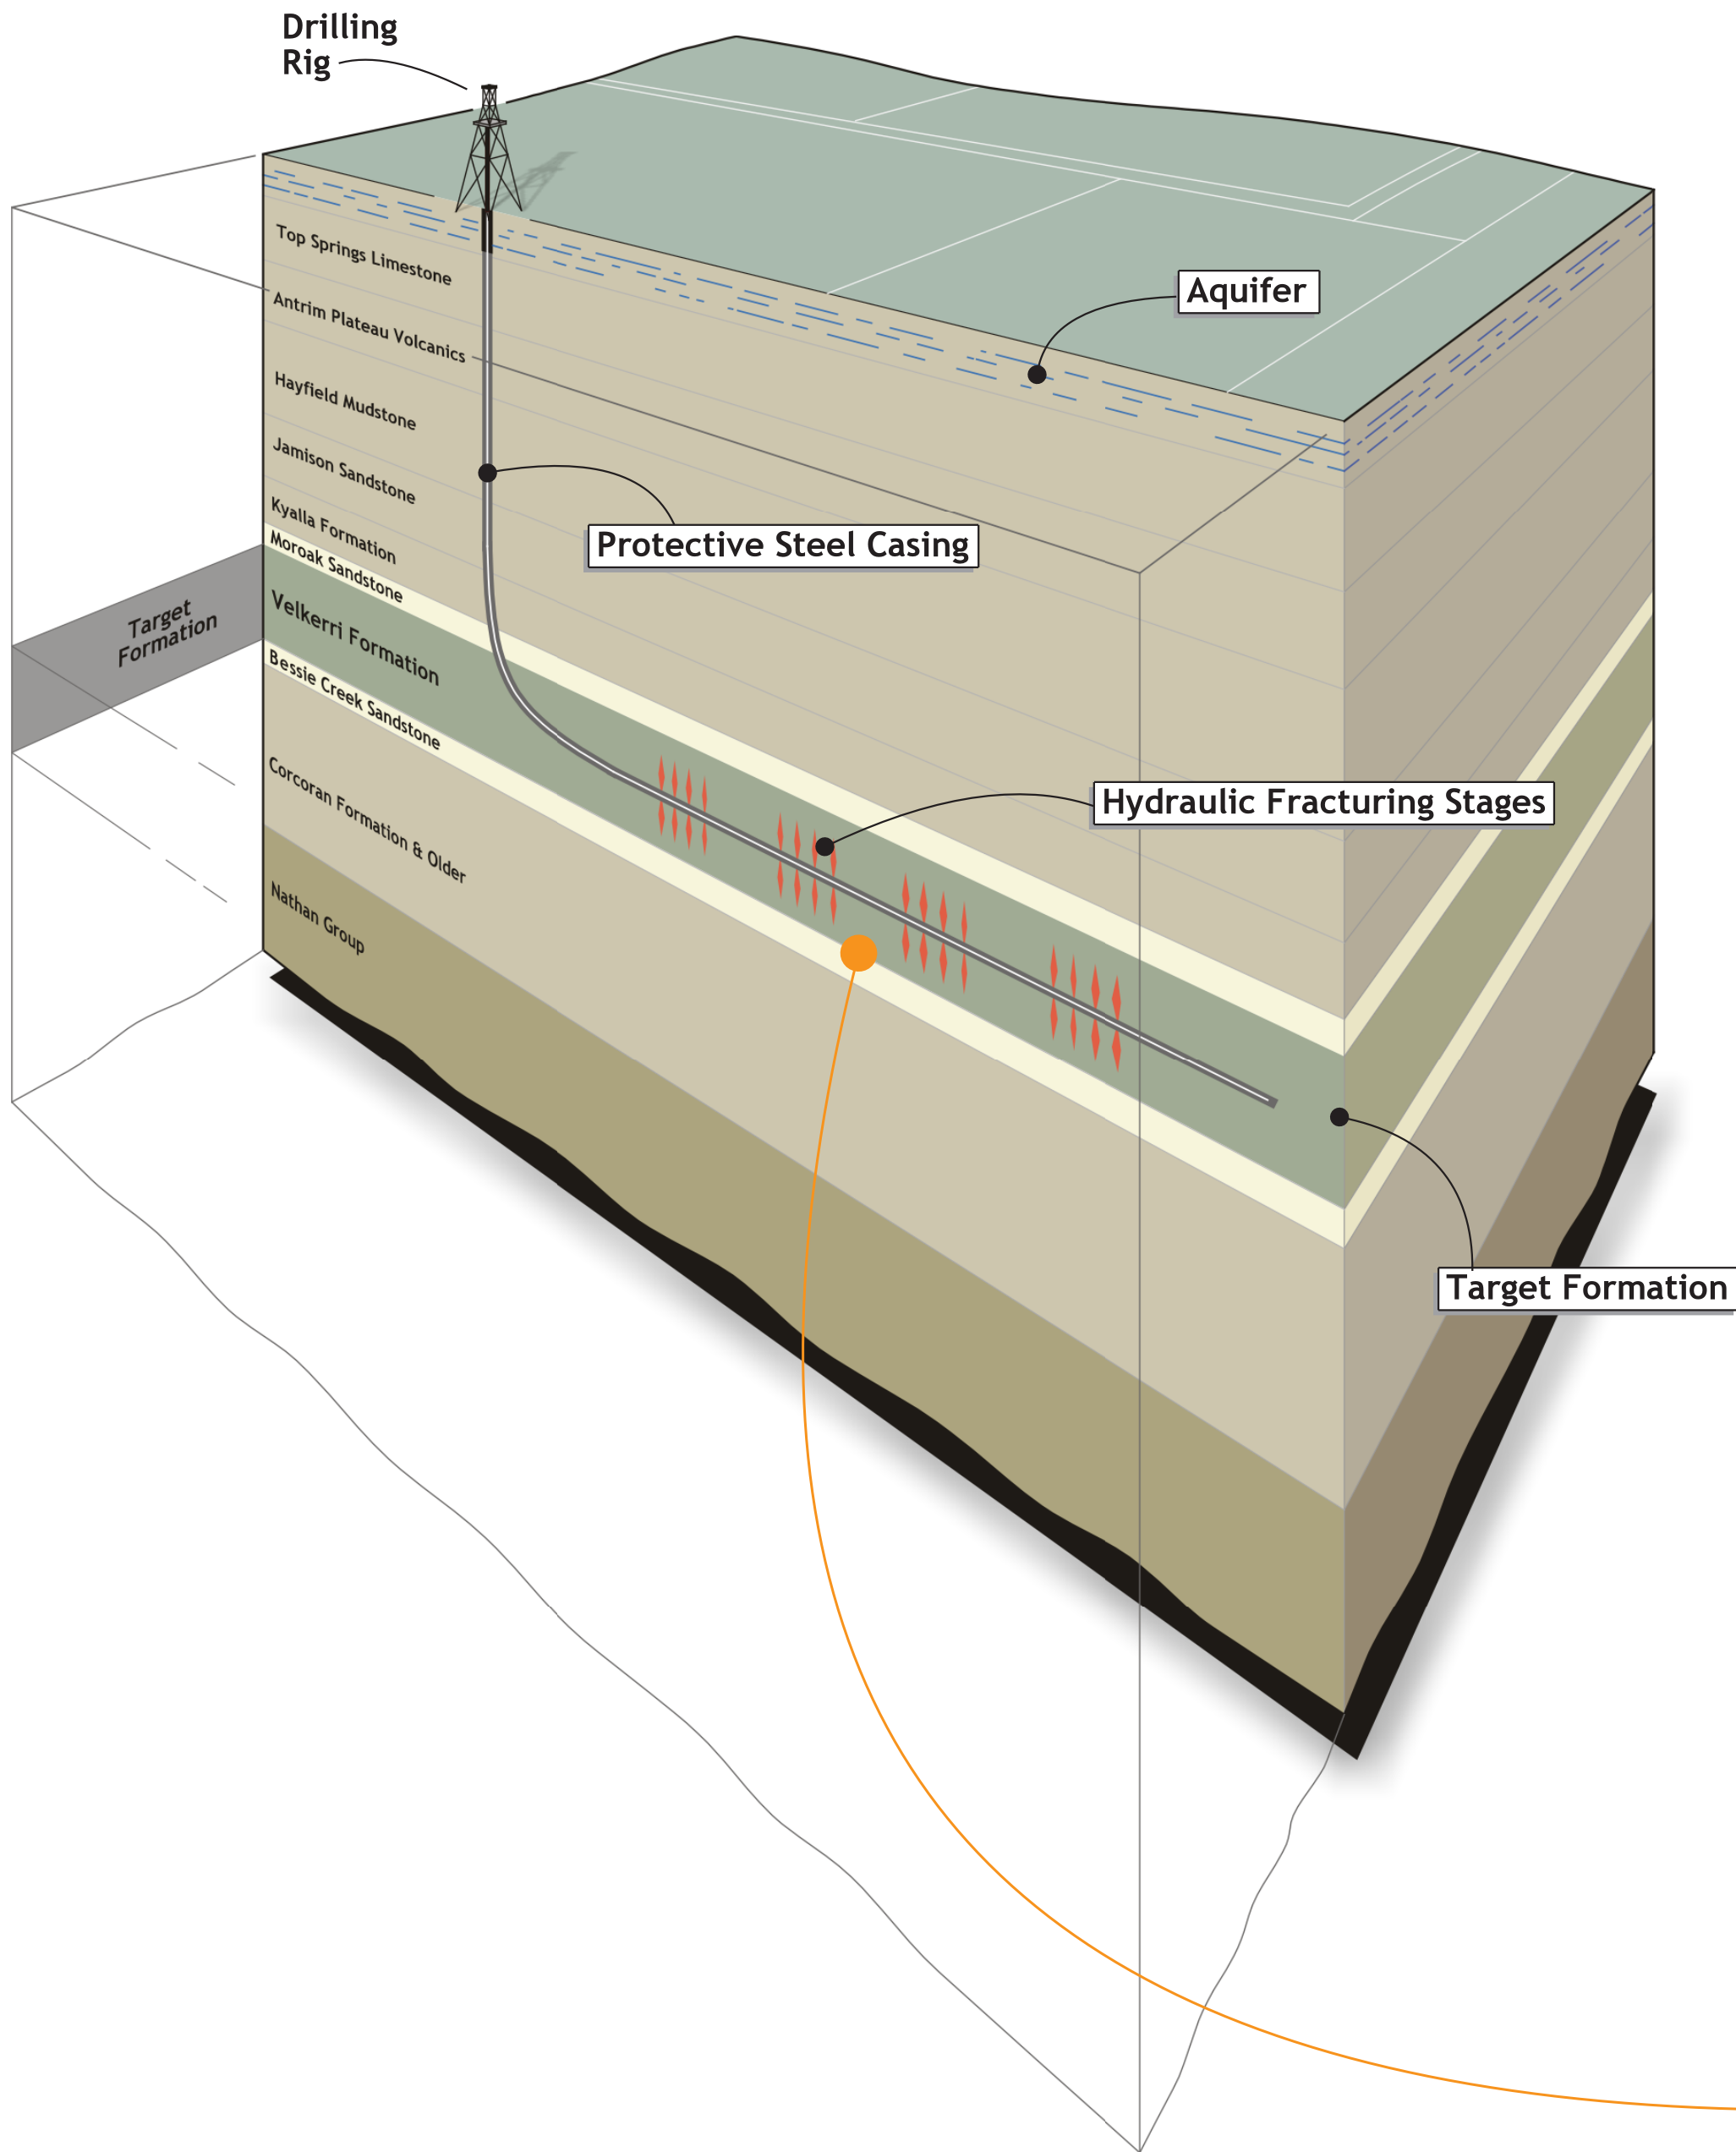 Drilling
Rig
Aquifer
Top Springs Limestone
Antrim Plateau Volcanics
Hayfield Mudstone
Jamison Sandstone
Kyalla Formation
Moroak Sandstone
Protective Steel Casing
Target
Formation
Velkerri Formation
Bessie Creek Sandstone
Corcoran Formation & Older
Hydraulic Fracturing Stages
Nathan Group
Target Formation